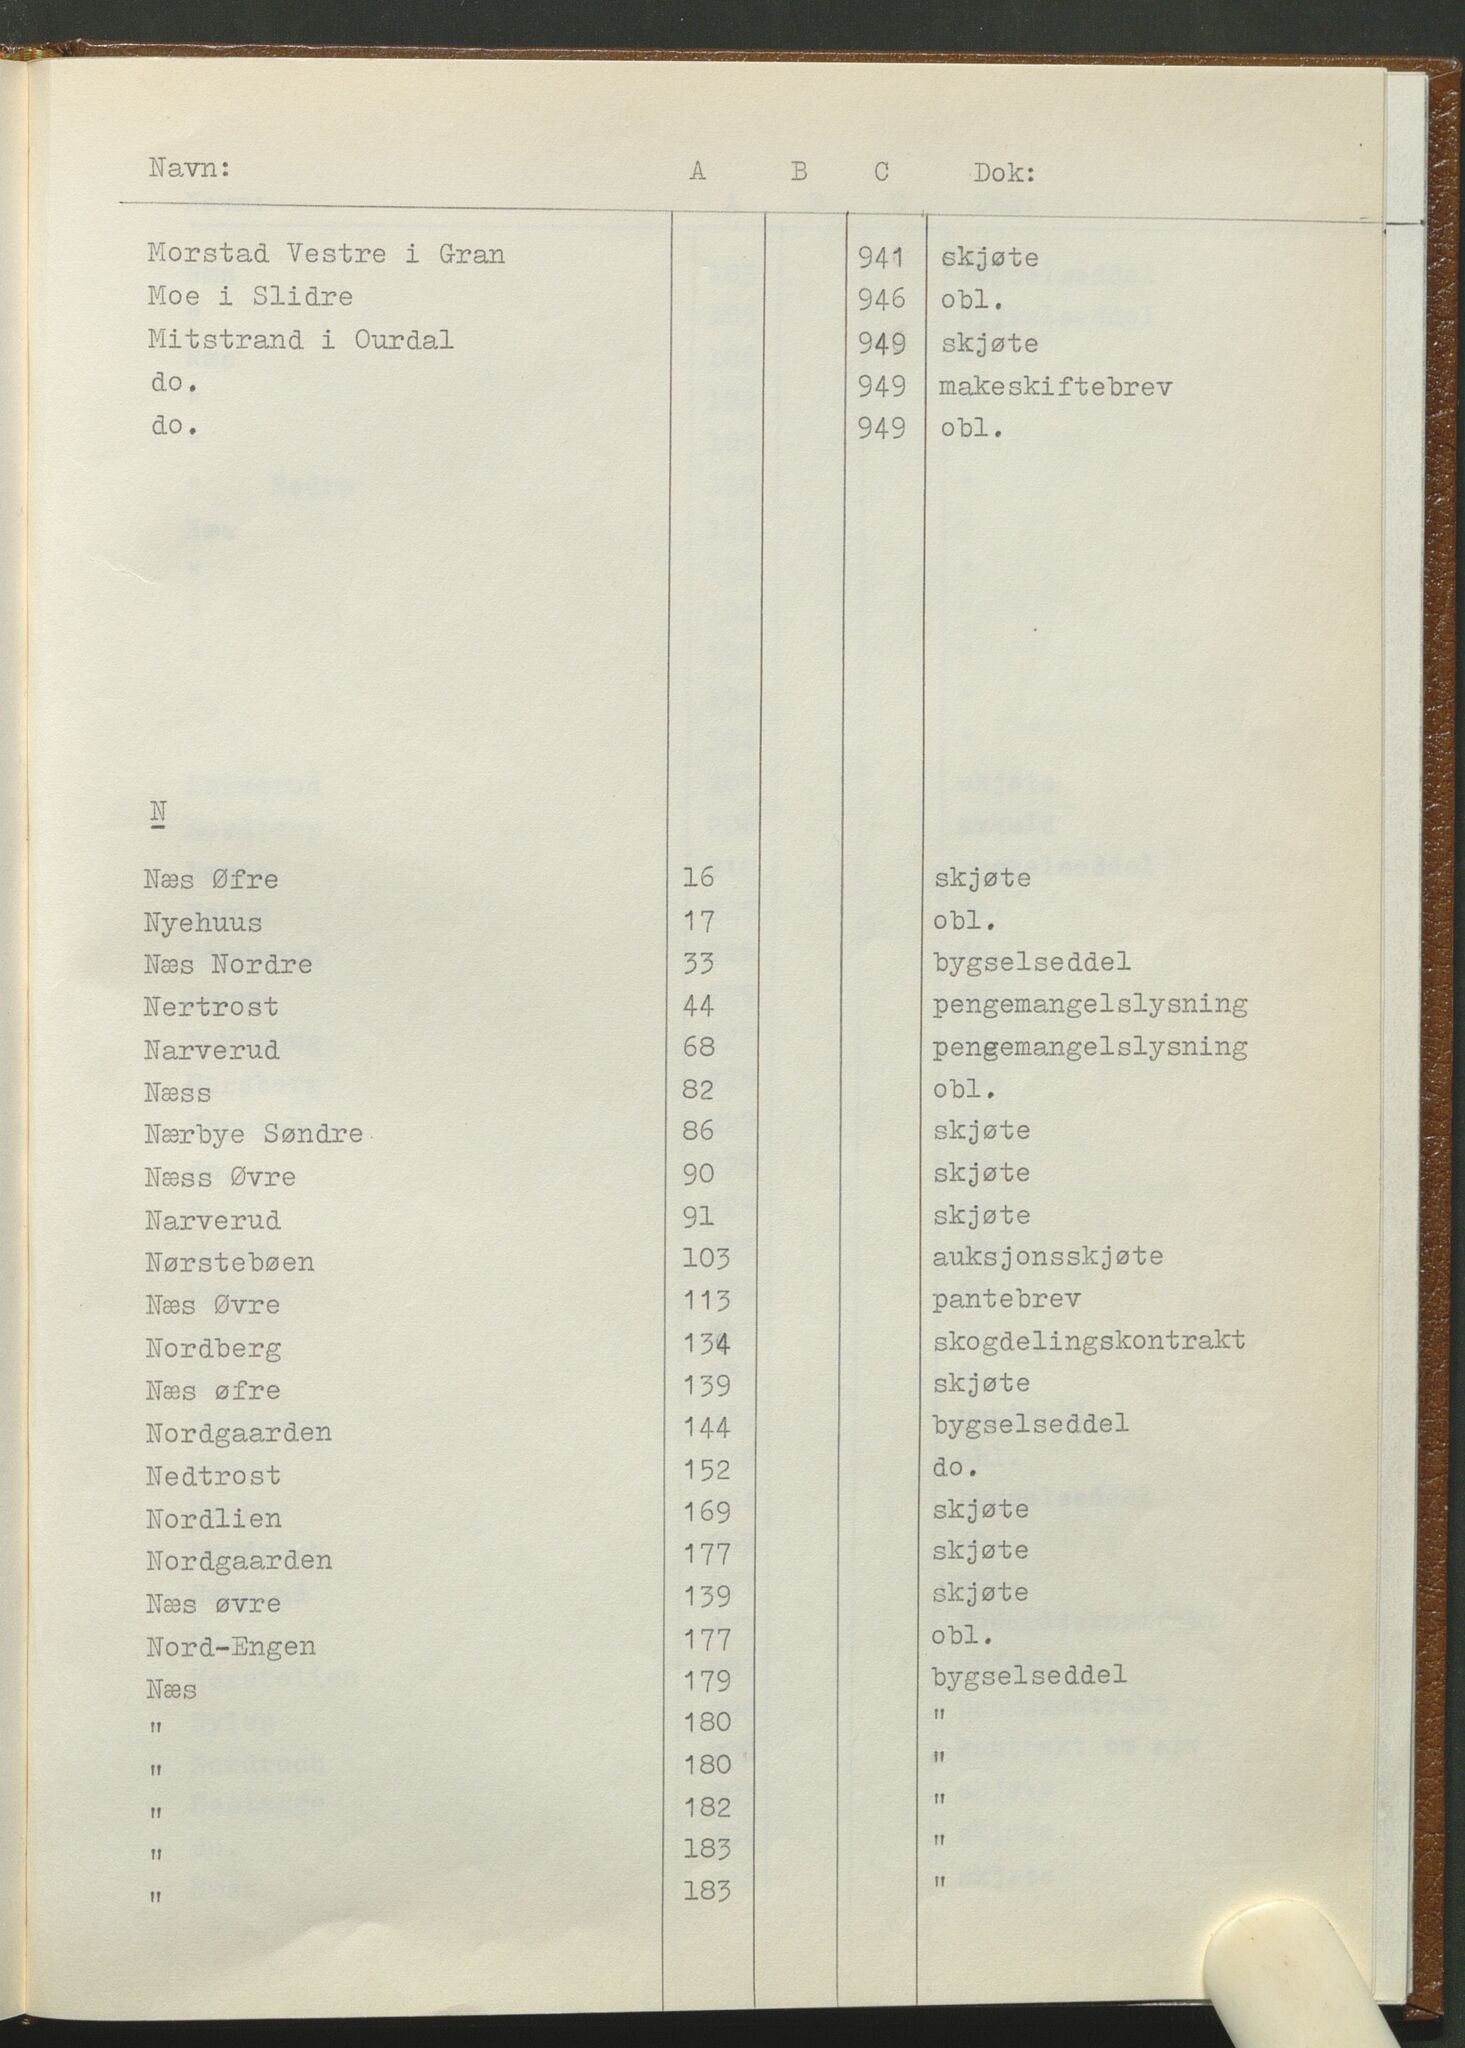 Navn: A B C Dok:
Morstad Vestre i Gran 941 skjøte
Moe i Slidre 946 obl.
Mitstrand i Ourdal 949 skjøte
do. 949 makeskiftebrev
do. 949 obl.
N
Næs Øfre 16 skjøte
Nyehuus 17 obl.
Næs Nordre 33 bygselseddel
Nertrost 44 pengemangelslysning
Narverud 68 pengemangelslysning
Næss 82 obl.
Nærbye Søndre 86 skjøte
Næss Øvre 90 skjøte
Narverud 91 skjøte
Nørstebøen 103 auksjonsskjøte
Næs Øvre 113 pantebrev
Nordberg 134 skogdelingskontrakt
Næs øfre 139 skjøte
Nordgaarden 144 bygselseddel
Nedtrost 152 do.
Nordlien 169 skjøte
Nordgaarden 177 skjøte
Næs øvre 139 skjøte
Nord-Engen 177 obl.
Næs 179 bygselseddel
" 180 "
" 180 "
" 182 "
" 183 "
" 183 "